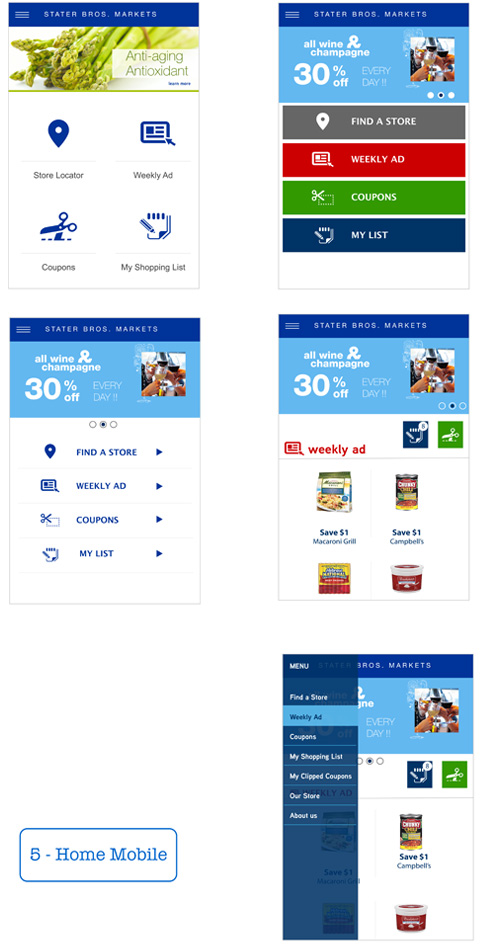 STATER BROS. MARKETS
Anti-aging
Antioxidant
learn more
Store Locator
Weekly Ad
Coupons
My Shopping List
STATER BROS. MARKETS
all wine &
champagne
30% off
EVERY
DAY !!
FIND A STORE
WEEKLY AD
COUPONS
MY LIST
STATER BROS. MARKETS
all wine &
champagne
30% off
EVERY
DAY !!
FIND A STORE
WEEKLY AD
COUPONS
MY LIST
STATER BROS. MARKETS
all wine &
champagne
30% off
EVERY
DAY !!
weekly ad
CHUNKY
Save $1
Macaroni Grill
Save $1
Campbell's
MENU
STATER BROS. MARKETS
Find a Store
Weekly Ad
Coupons
My Shopping List
My Clipped Coupons
Our Store
About us
EVERY
DAY !!
WEEKLY AD
CHUNKY
Save $1
Macaroni Grill
Save $1
Campbell's
5 - Home Mobile